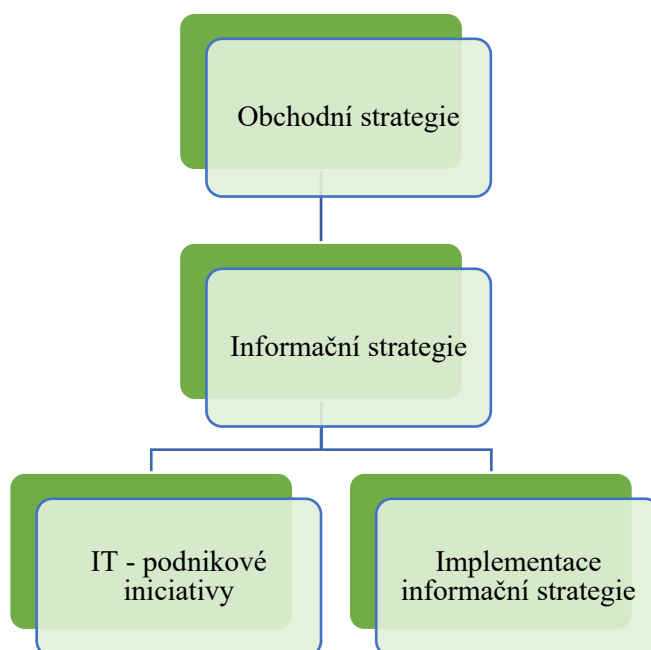 Obchodní strategie
Informační strategie
IT - podnikové
iniciativy
Implementace
informační strategie